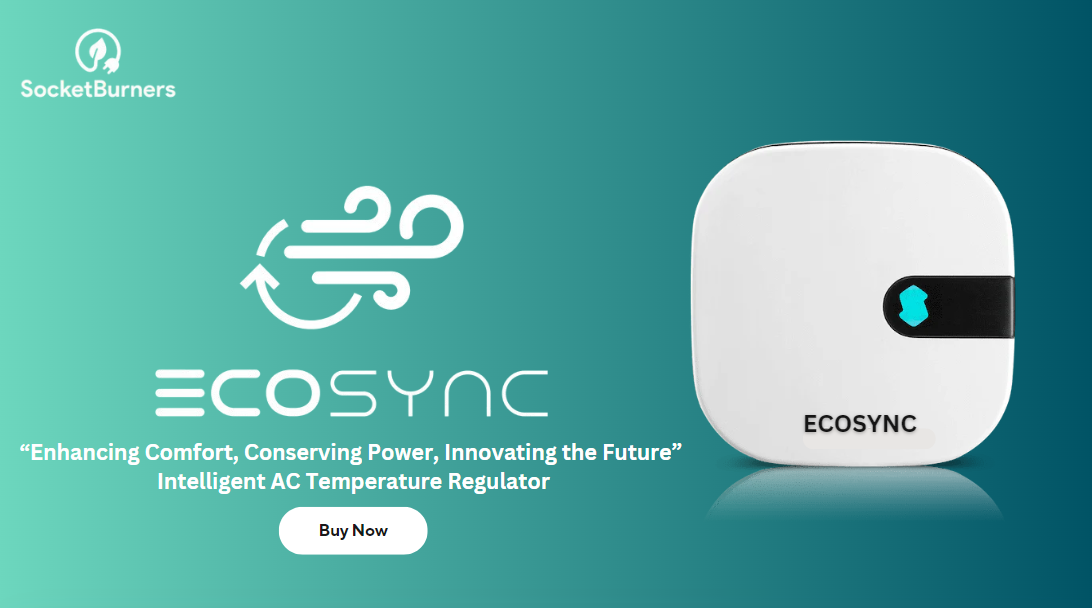 SocketBurners
ECOSYNC
“Enhancing Comfort, Conserving Power, Innovating the Future”
Intelligent AC Temperature Regulator
Buy Now
ECOSYNC